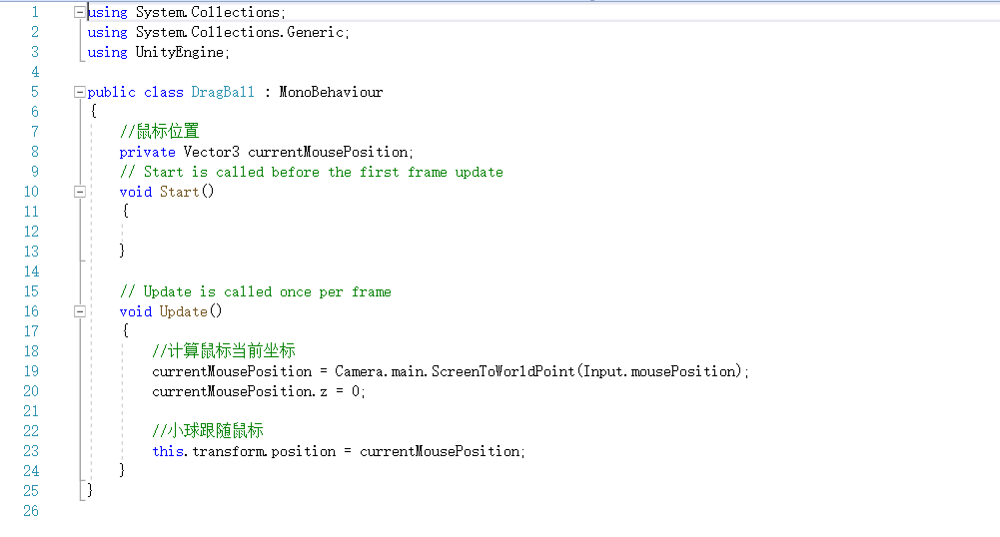 1 using System.Collections;
2 using System.Collections.Generic;
3 using UnityEngine;
4
5 public class DragBall : MonoBehaviour
6 {
7 //鼠标位置
8 private Vector3 currentMousePosition;
9 // Start is called before the first frame update
10 void Start()
11 {
12
13 }
14
15 // Update is called once per frame
16 void Update()
17 {
18 //计算鼠标当前坐标
19 currentMousePosition = Camera.main.ScreenToWorldPoint(Input.mousePosition);
20 currentMousePosition.z = 0;
21
22 //小球跟随鼠标
23 this.transform.position = currentMousePosition;
24 }
25 }
26